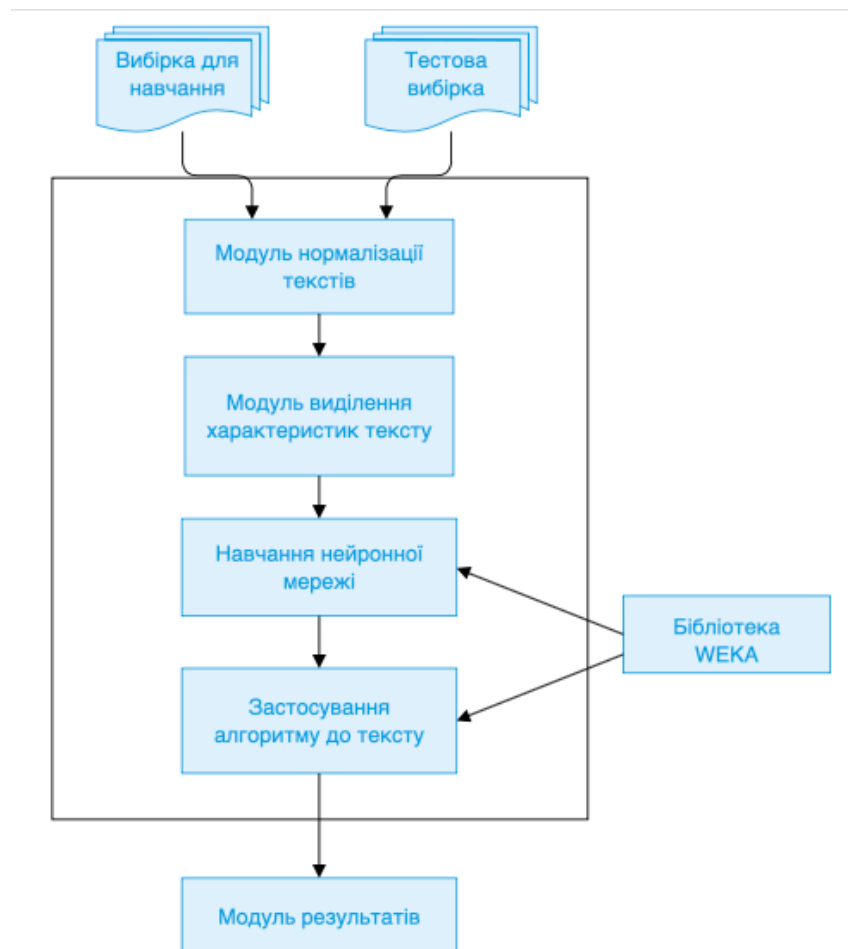 Вибірка для
навчання
Тестова
вибірка
Модуль нормалізації
текстів
Модуль виділення
характеристик тексту
Навчання нейронної
мережі
Бібліотека
WEKA
Застосування
алгоритму до тексту
Модуль результатів